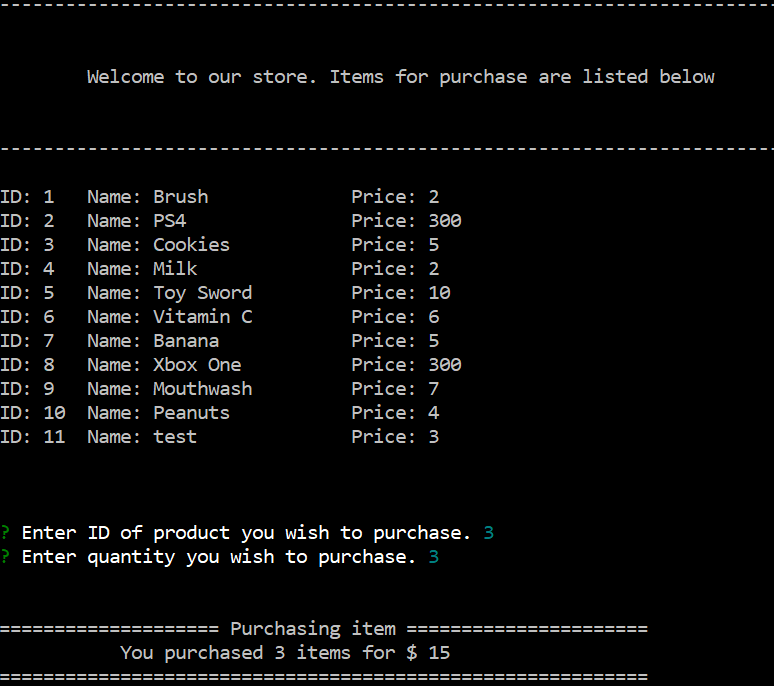 --------------------------------------------------------------------------------
Welcome to our store. Items for purchase are listed below
--------------------------------------------------------------------------------
ID: 1 Name: Brush Price: 2
ID: 2 Name: PS4 Price: 300
ID: 3 Name: Cookies Price: 5
ID: 4 Name: Milk Price: 2
ID: 5 Name: Toy Sword Price: 10
ID: 6 Name: Vitamin C Price: 6
ID: 7 Name: Banana Price: 5
ID: 8 Name: Xbox One Price: 300
ID: 9 Name: Mouthwash Price: 7
ID: 10 Name: Peanuts Price: 4
ID: 11 Name: test Price: 3
? Enter ID of product you wish to purchase. 3
? Enter quantity you wish to purchase. 3
==================== Purchasing item ======================
You purchased 3 items for $ 15
===========================================================